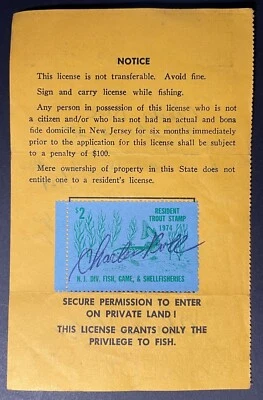 NOTICE
This license is not transferable. Avoid fine.
Sign and carry license while fishing.
Any person in possession of this license who is not
a citizen and/or who has not had an actual and bona
fide domicile in New Jersey for six months immediately
prior to the application for this license shall be subject
to a penalty of $100.
Mere ownership of property in this State does not
entitle one to a resident's license.
$2
RESIDENT
TROUT STAMP
1974
Charles
N. J. DIV. FISH, GAME, & SHELLFISHERIES
SECURE PERMISSION TO ENTER
ON PRIVATE LAND!
THIS LICENSE GRANTS ONLY THE
PRIVILEGE TO FISH.